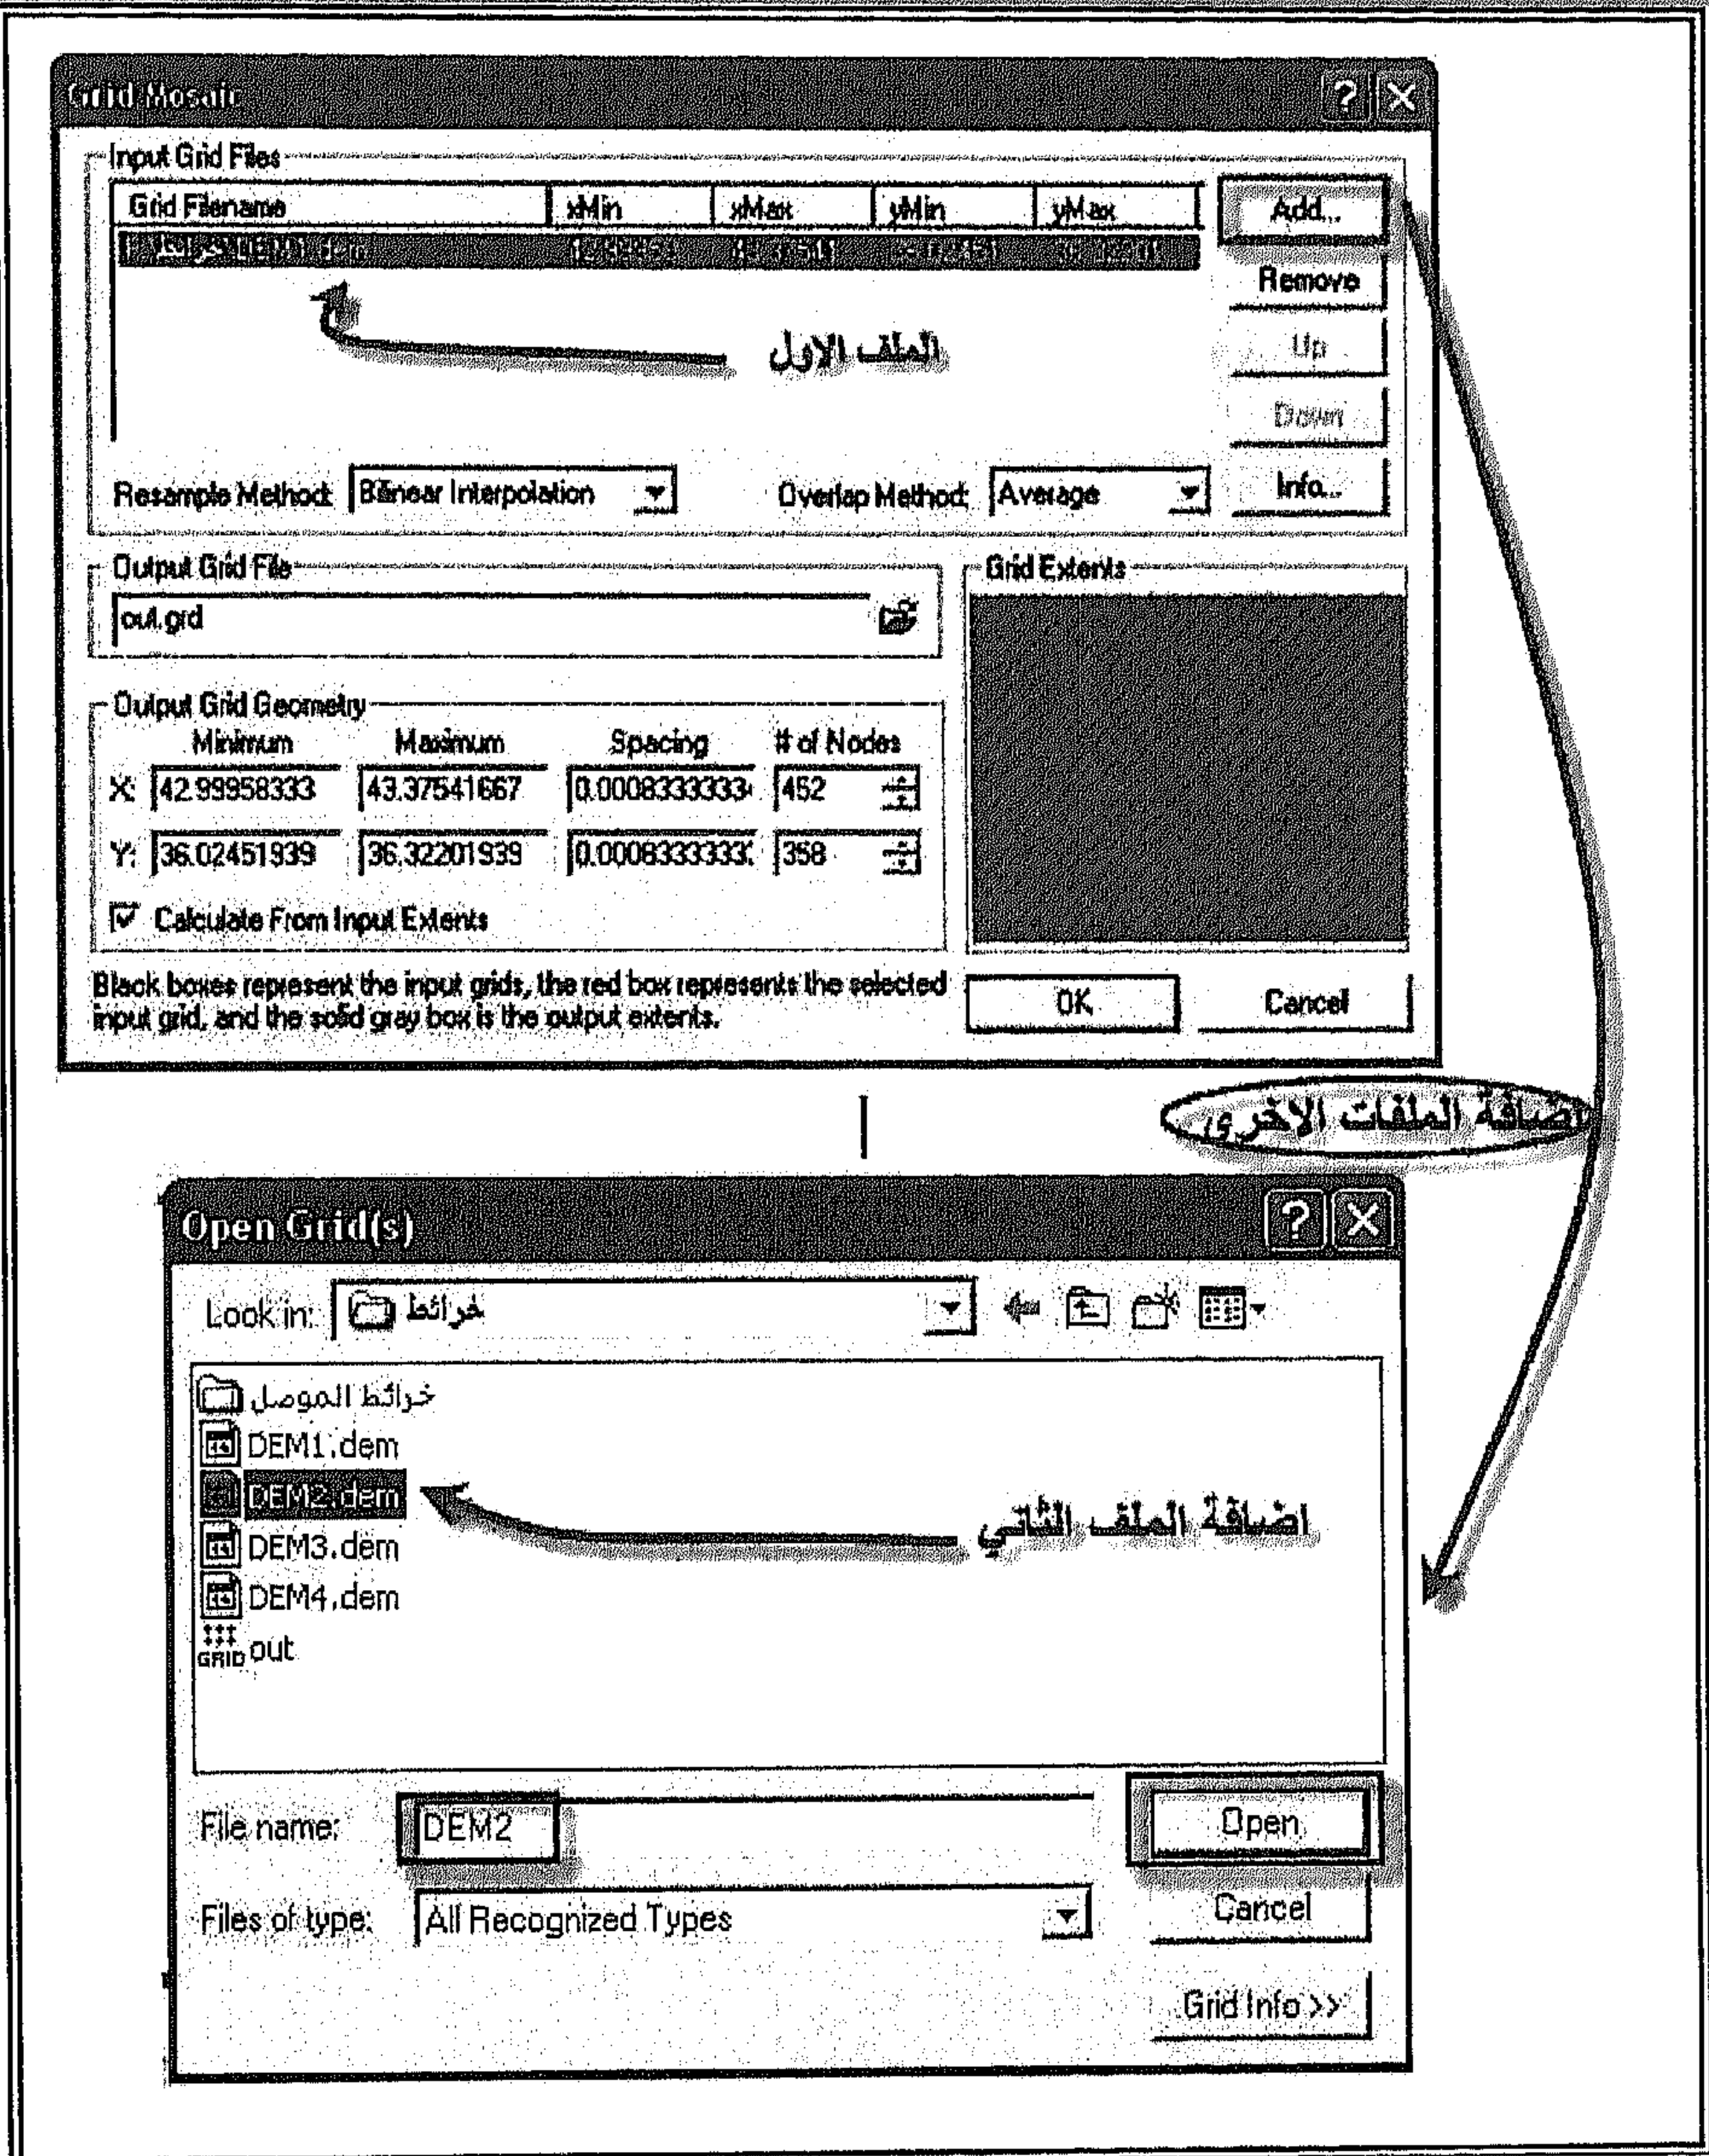 Grid Mosaic
Input Grid Files
Grid Filename xMin xMax yMin yMax
Add...
Remove
Up
Down
Info...
الملف الاول
Resample Method: Bilinear Interpolation Overlap Method: Average
Output Grid File
out.grd
Grid Extents
Output Grid Geometry
Minimum Maximum Spacing # of Nodes
X: 42.99958333 43.37541667 0.0008333333 452
Y: 36.02451939 36.32201939 0.0008333333 358
Calculate From Input Extents
Black boxes represent the input grids, the red box represents the selected
input grid, and the solid gray box is the output extents.
OK Cancel
اضافة الملفات الاخرى
Open Grid(s)
Look in: خرائط
خرائط الموصل
DEM1.dem
DEM2.dem
اضافة الملف الثاني
DEM3.dem
DEM4.dem
GRID out
File name: DEM2 Open
Files of type: All Recognized Types Cancel
Grid Info >>